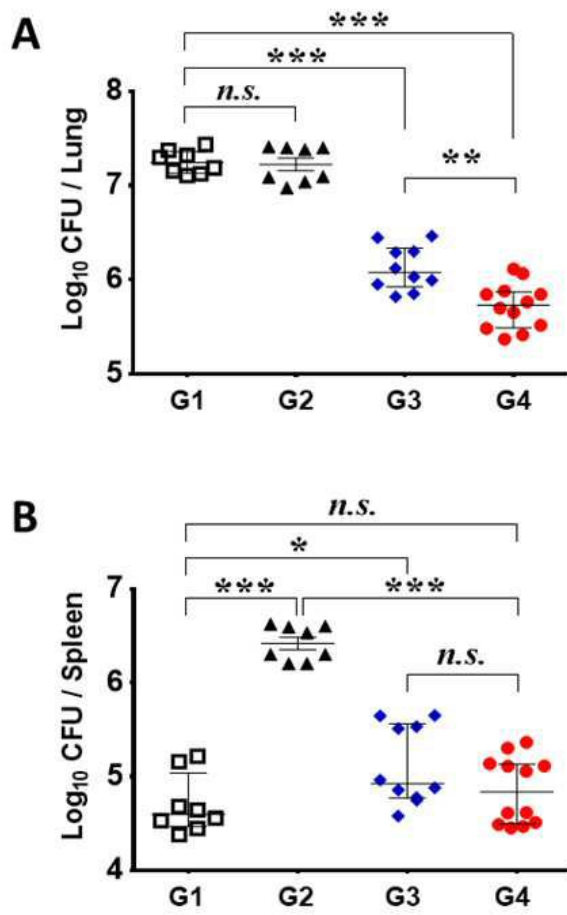 A
***
***
n.s.
**
8
7
6
5
Log₁₀ CFU / Lung
G1 G2 G3 G4
B
n.s.
*
*** ***
n.s.
7
6
5
4
Log₁₀ CFU / Spleen
G1 G2 G3 G4